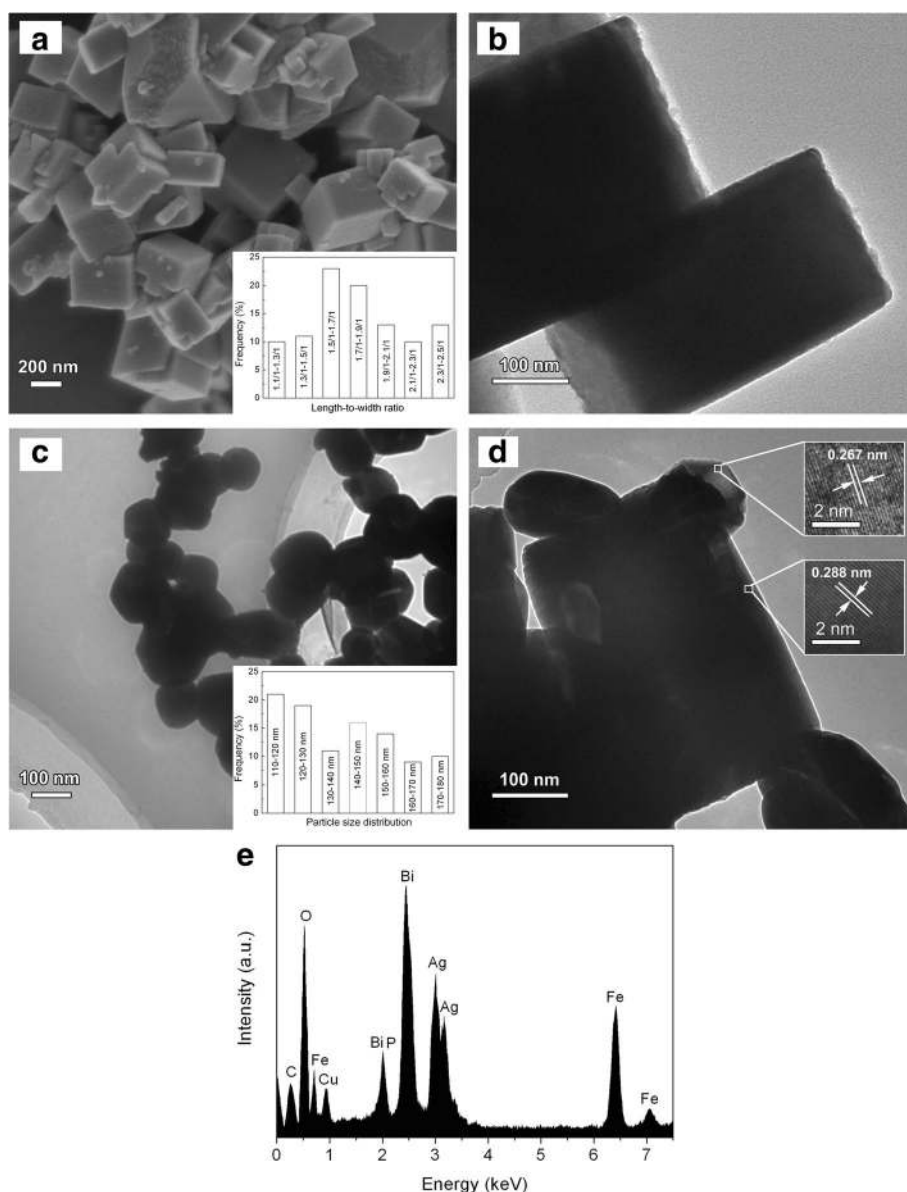 a
200 nm
Frequency (%)
25
20
15
10
5
0
1.1/1-1.3/1
1.3/1-1.5/1
1.5/1-1.7/1
1.7/1-1.9/1
1.9/1-2.1/1
2.1/1-2.3/1
2.3/1-2.5/1
Length-to-width ratio
b
100 nm
c
100 nm
Frequency (%)
25
20
15
10
5
0
110-120 nm
120-130 nm
130-140 nm
140-150 nm
150-160 nm
160-170 nm
170-180 nm
Particle size distribution
d
0.267 nm
2 nm
0.288 nm
2 nm
100 nm
e
Intensity (a.u.)
C
O
Fe
Cu
Bi P
Bi
Ag
Ag
Fe
Fe
0 1 2 3 4 5 6 7
Energy (keV)